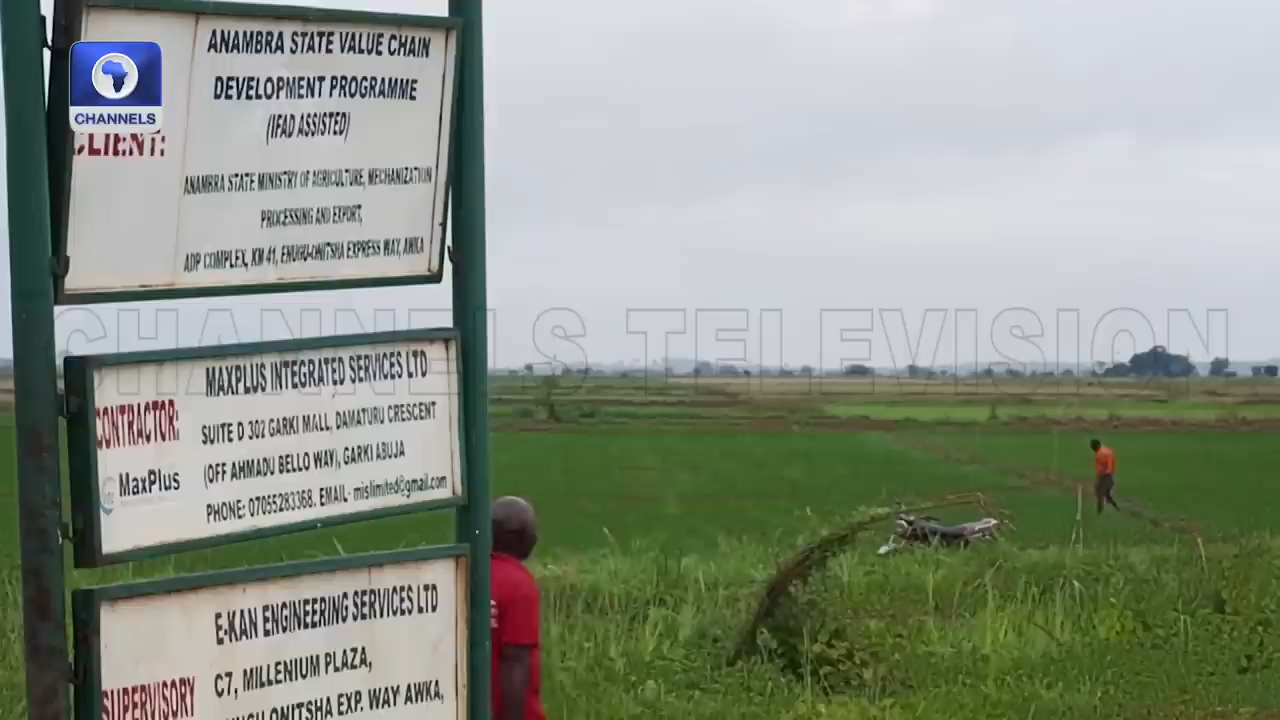 CHANNELS
CLIENT:
ANAMBRA STATE VALUE CHAIN
DEVELOPMENT PROGRAMME
(IFAD ASSISTED)
ANAMBRA STATE MINISTRY OF AGRICULTURE, MECHANIZATION
PROCESSING AND EXPORT,
ADP COMPLEX, KM 41, ENUGU-ONITSHA EXPRESS WAY, AWKA
CHANNELS TELEVISION
CONTRACTOR:
MaxPlus
MAXPLUS INTEGRATED SERVICES LTD
SUITE D 302 GARKI MALL, DAMATURU CRESCENT
(OFF AHMADU BELLO WAY), GARKI ABUJA
PHONE: 07055283368. EMAIL- mislimited@gmail.com
SUPERVISORY
E-KAN ENGINEERING SERVICES LTD
C7, MILLENIUM PLAZA,
ONITSHA EXP. WAY AWKA,